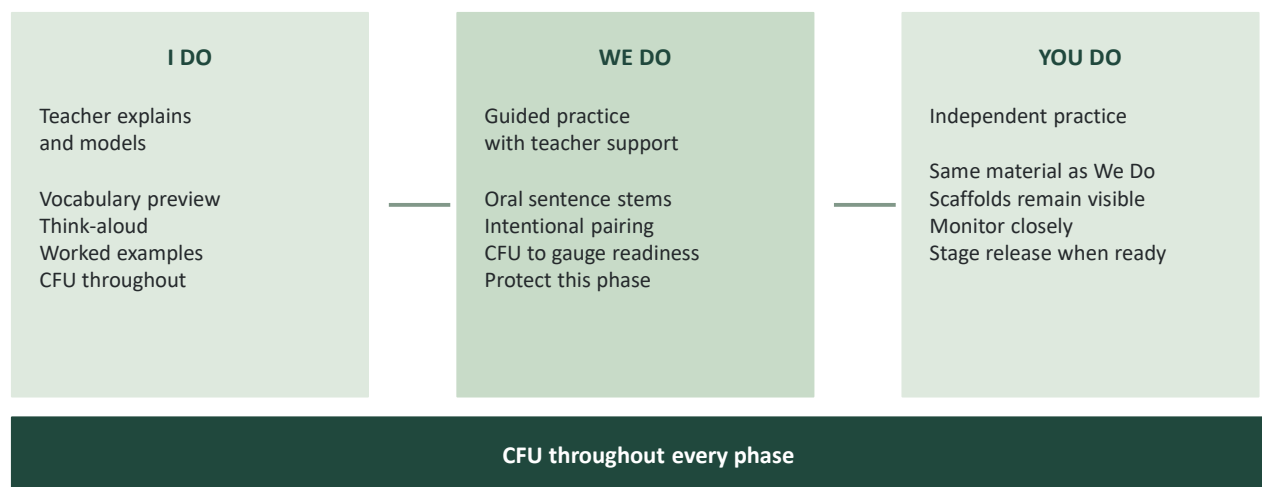 I DO
Teacher explains
and models
Vocabulary preview
Think-aloud
Worked examples
CFU throughout
WE DO
Guided practice
with teacher support
Oral sentence stems
Intentional pairing
CFU to gauge readiness
Protect this phase
YOU DO
Independent practice
Same material as We Do
Scaffolds remain visible
Monitor closely
Stage release when ready
CFU throughout every phase